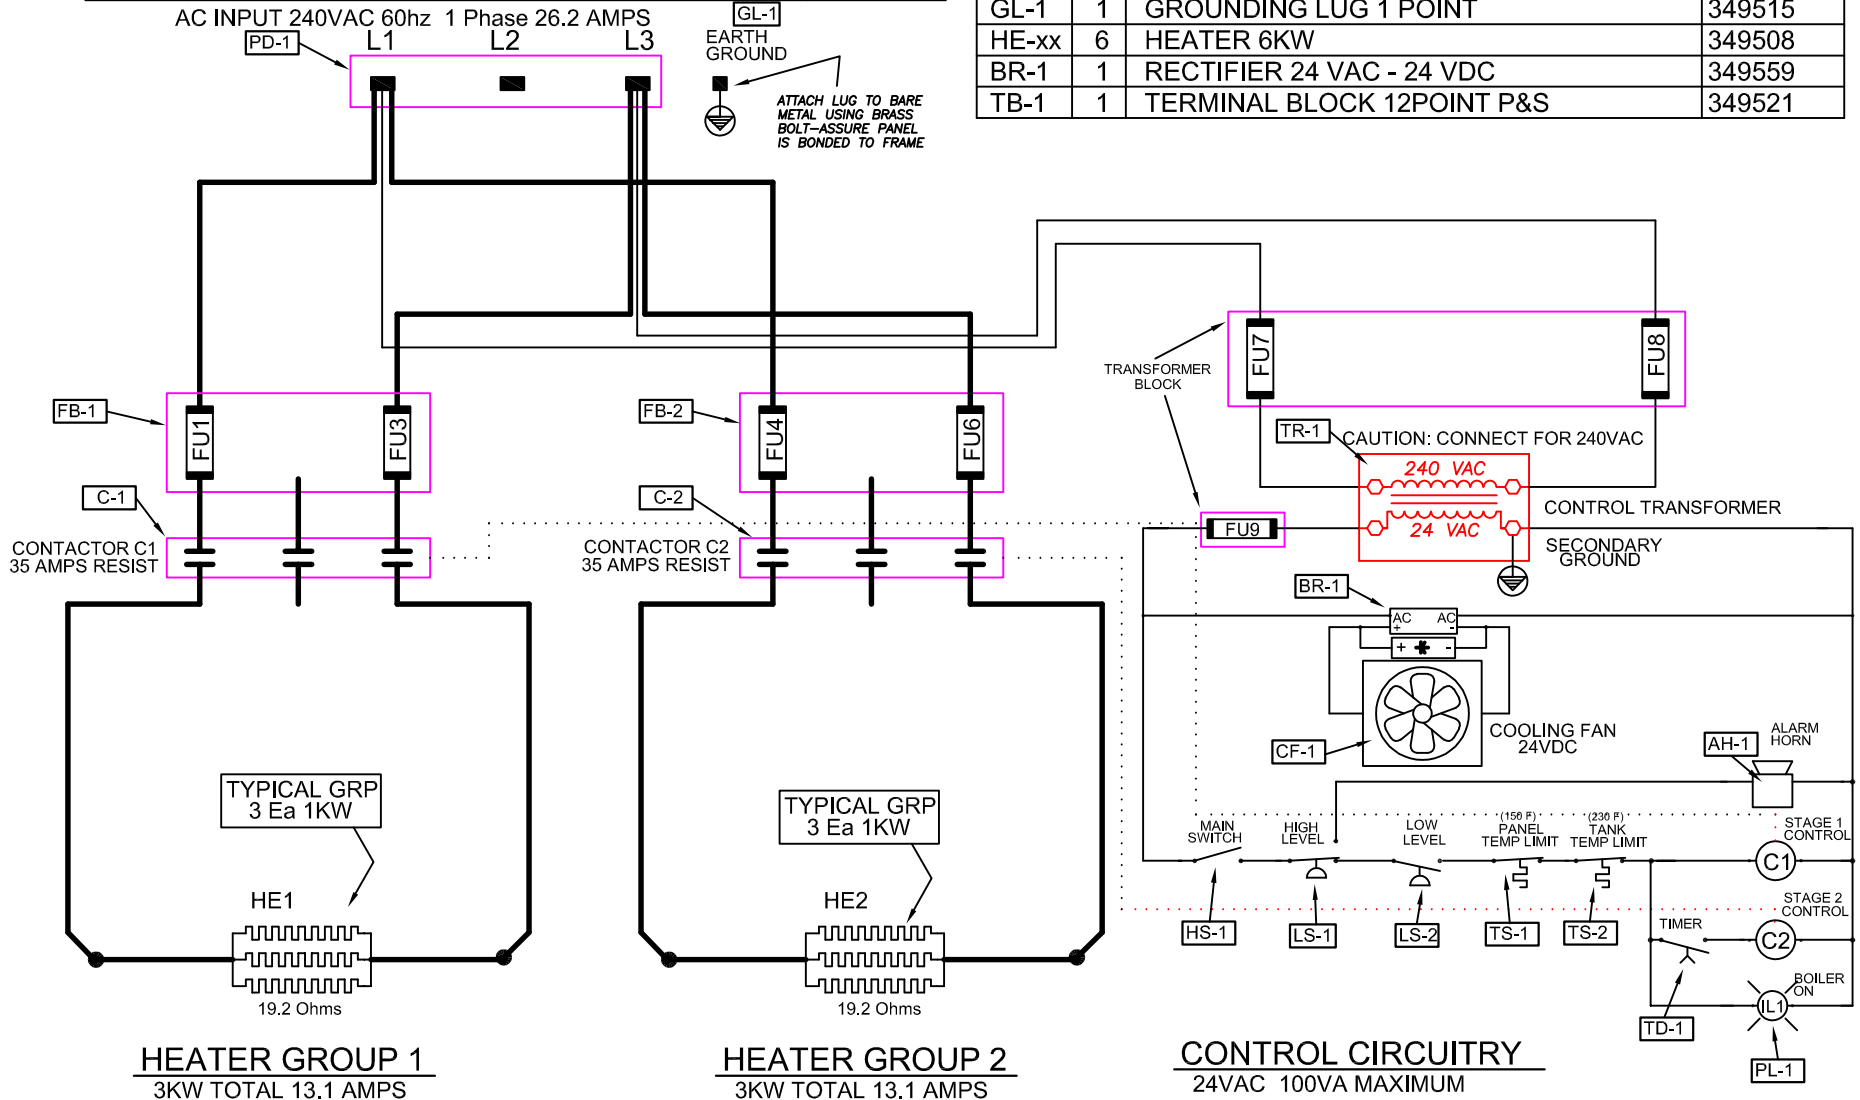 AC INPUT 240VAC 60hz 1 Phase 26.2 AMPS
GL-1
PD-1
L1
L2
L3
EARTH
GROUND
ATTACH LUG TO BARE
METAL USING BRASS
BOLT-ASSURE PANEL
IS BONDED TO FRAME
GL-1 1 GROUNDING LUG 1 POINT 349515
HE-xx 6 HEATER 6KW 349508
BR-1 1 RECTIFIER 24 VAC - 24 VDC 349559
TB-1 1 TERMINAL BLOCK 12POINT P&S 349521
FB-1
FU1
FU3
FB-2
FU4
FU6
TRANSFORMER
BLOCK
FU7
FU8
TR-1
CAUTION: CONNECT FOR 240VAC
240 VAC
24 VAC
CONTROL TRANSFORMER
SECONDARY
GROUND
FU9
C-1
CONTACTOR C1
35 AMPS RESIST
C-2
CONTACTOR C2
35 AMPS RESIST
BR-1
AC AC
+ -
+ -
COOLING FAN
24VDC
CF-1
AH-1
ALARM
HORN
TYPICAL GRP
3 Ea 1KW
TYPICAL GRP
3 Ea 1KW
MAIN
SWITCH
HIGH
LEVEL
LOW
LEVEL
(150 F)
PANEL
TEMP LIMIT
(230 F)
TANK
TEMP LIMIT
STAGE 1
CONTROL
C1
STAGE 2
CONTROL
C2
TIMER
BOILER
ON
IL1
HS-1
LS-1
LS-2
TS-1
TS-2
TD-1
PL-1
HE1
19.2 Ohms
HE2
19.2 Ohms
HEATER GROUP 1
3KW TOTAL 13.1 AMPS
HEATER GROUP 2
3KW TOTAL 13.1 AMPS
CONTROL CIRCUITRY
24VAC 100VA MAXIMUM